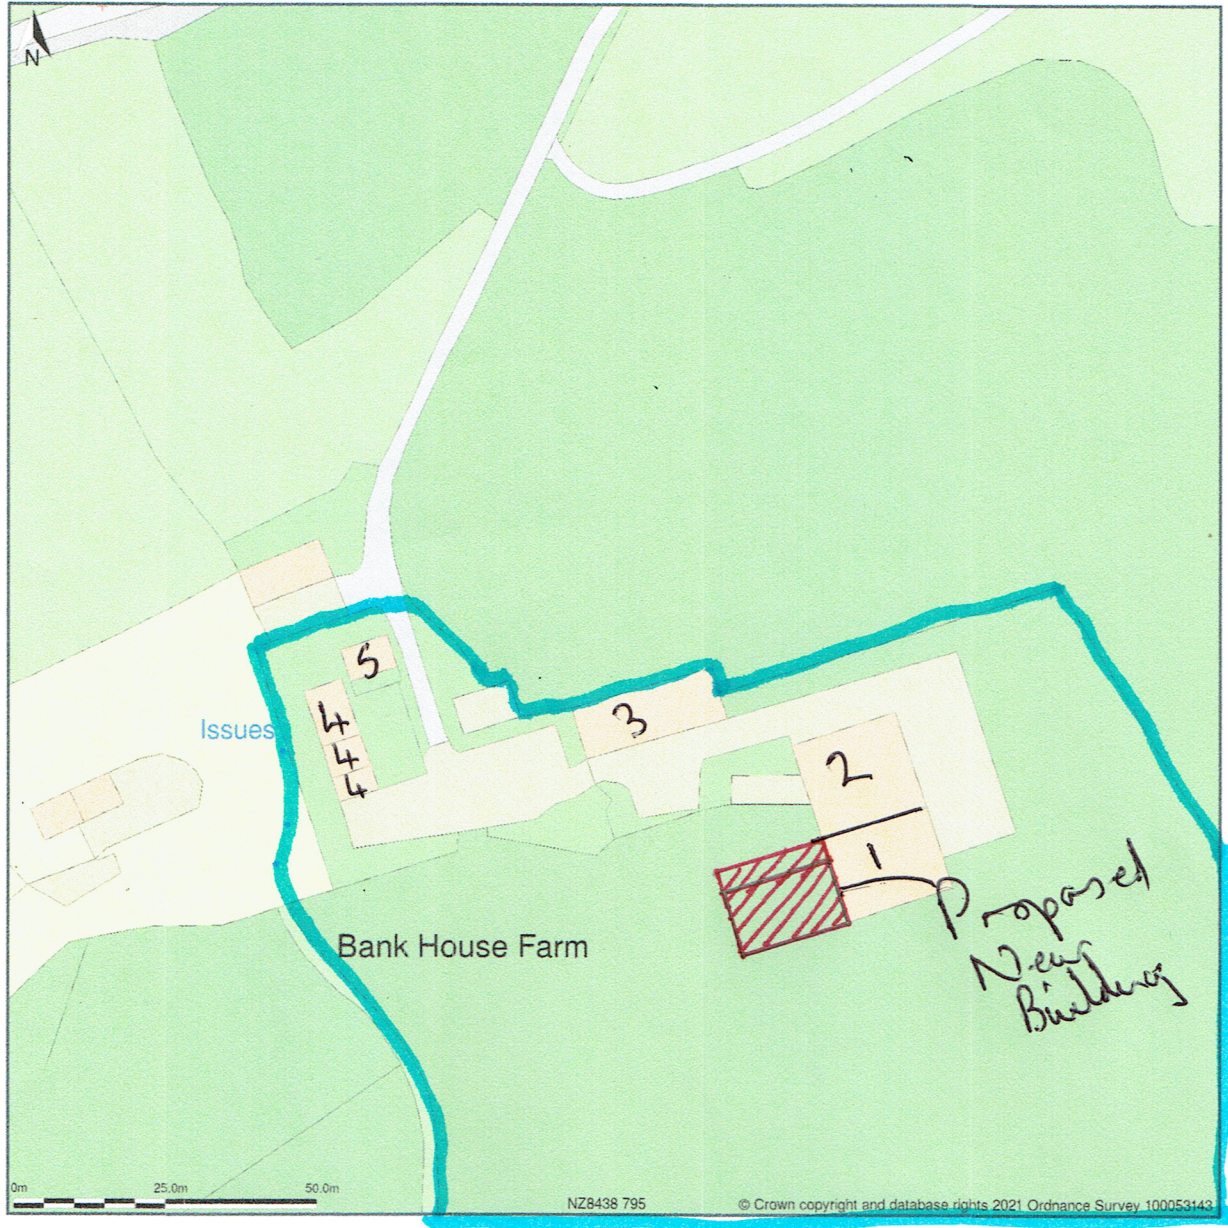 N
5
Issues
4
4
4
3
2
1
Proposed
New
Building
Bank House Farm
0m 25.0m 50.0m
NZ8438 795
© Crown copyright and database rights 2021 Ordnance Survey 100053143